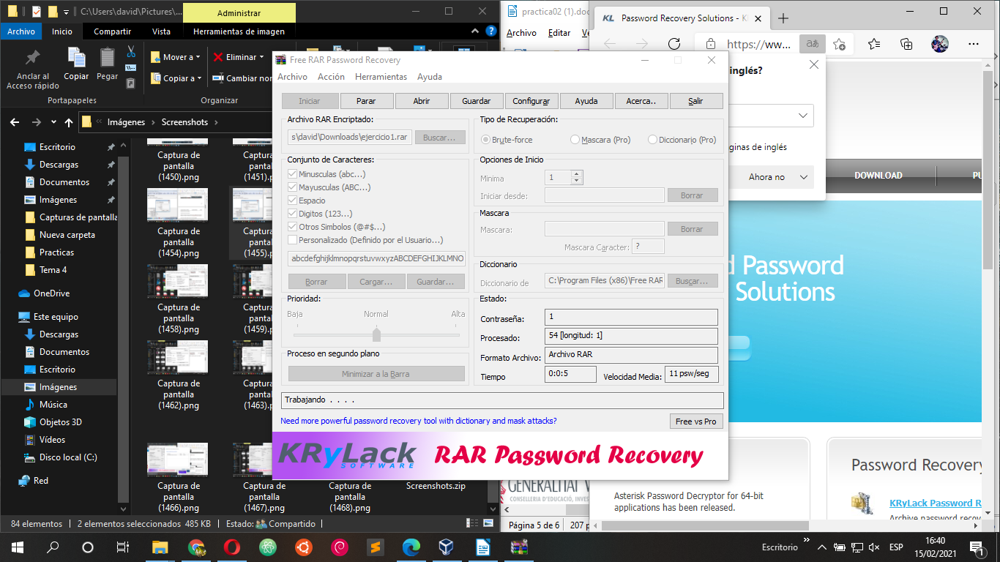 C:\Users\david\Pictures\...
Administrar
Archivo
Inicio
Compartir
Vista
Herramientas de imagen
Anclar al
Acceso rápido
Copiar
Pegar
Mover a
Copiar a
Eliminar
Cambiar nom
Portapapeles
Organizar
Imágenes
Screenshots
Escritorio
Descargas
Documentos
Imágenes
Capturas de pantalla
Nueva carpeta
Practicas
Tema 4
OneDrive
Este equipo
Descargas
Documentos
Escritorio
Imágenes
Música
Objetos 3D
Vídeos
Disco local (C:)
Red
Captura de
pantalla
(1450).png
Captura
panta
(1451).p
Captura de
pantalla
(1454).png
Captura
panta
(1455).p
Captura de
pantalla
(1458).png
Captura
panta
(1459).p
Captura de
pantalla
(1462).png
Captura
panta
(1463).p
Captura de
pantalla
(1466).png
Captura de
pantalla
(1467).png
Captura de
pantalla
(1468).png
Screenshots.zip
84 elementos
2 elementos seleccionados 485 KB
Estado:
Compartido
practica02 (1).doc
Archivo
Editar
Ve
Free RAR Password Recovery
Archivo
Acción
Herramientas
Ayuda
Iniciar
Parar
Abrir
Guardar
Configurar
Ayuda
Acerca..
Salir
Archivo RAR Encriptado:
s\david\Downloads\ejercicio1.rar
Buscar...
Conjunto de Caracteres:
Minusculas (abc...)
Mayusculas (ABC...)
Espacio
Digitos (123...)
Otros Simbolos (@#$...)
Personalizado (Definido por el Usuario...)
abcdefghijklmnopqrstuvwxyzABCDEFGHIJKLMNO
Borrar
Cargar...
Guardar...
Prioridad:
Baja
Normal
Alta
Proceso en segundo plano
Minimizar a la Barra
Tipo de Recuperación:
Brute-force
Mascara (Pro)
Diccionario (Pro)
Opciones de Inicio
Minima
1
Iniciar desde:
Borrar
Mascara
Mascara:
Borrar
Mascara Caracter:
?
Diccionario
Diccionario de
C:\Program Files (x86)\Free RAR
Buscar...
Estado:
Contraseña:
1
Procesado:
54 [longitud: 1]
Formato Archivo:
Archivo RAR
Tiempo
0:0:5
Velocidad Media:
11 psw/seg
Trabajando . . . .
Need more powerful password recovery tool with dictionary and mask attacks?
Free vs Pro
KRyLack
SOFTWARE
RAR Password Recovery
GENERALITAT V
CONSELLERIA D'EDUCACIÓ, INVES
Página 5 de 6
207 p
KL
Password Recovery Solutions - K
https://ww...
inglés?
ginas de inglés
Ahora no
DOWNLOAD
PU
d Password
Solutions
Asterisk Password Decryptor for 64-bit
applications has been released.
Password Recovery
KRyLack Password R
Archive password recov
Escritorio
»
ESP
16:40
15/02/2021
1